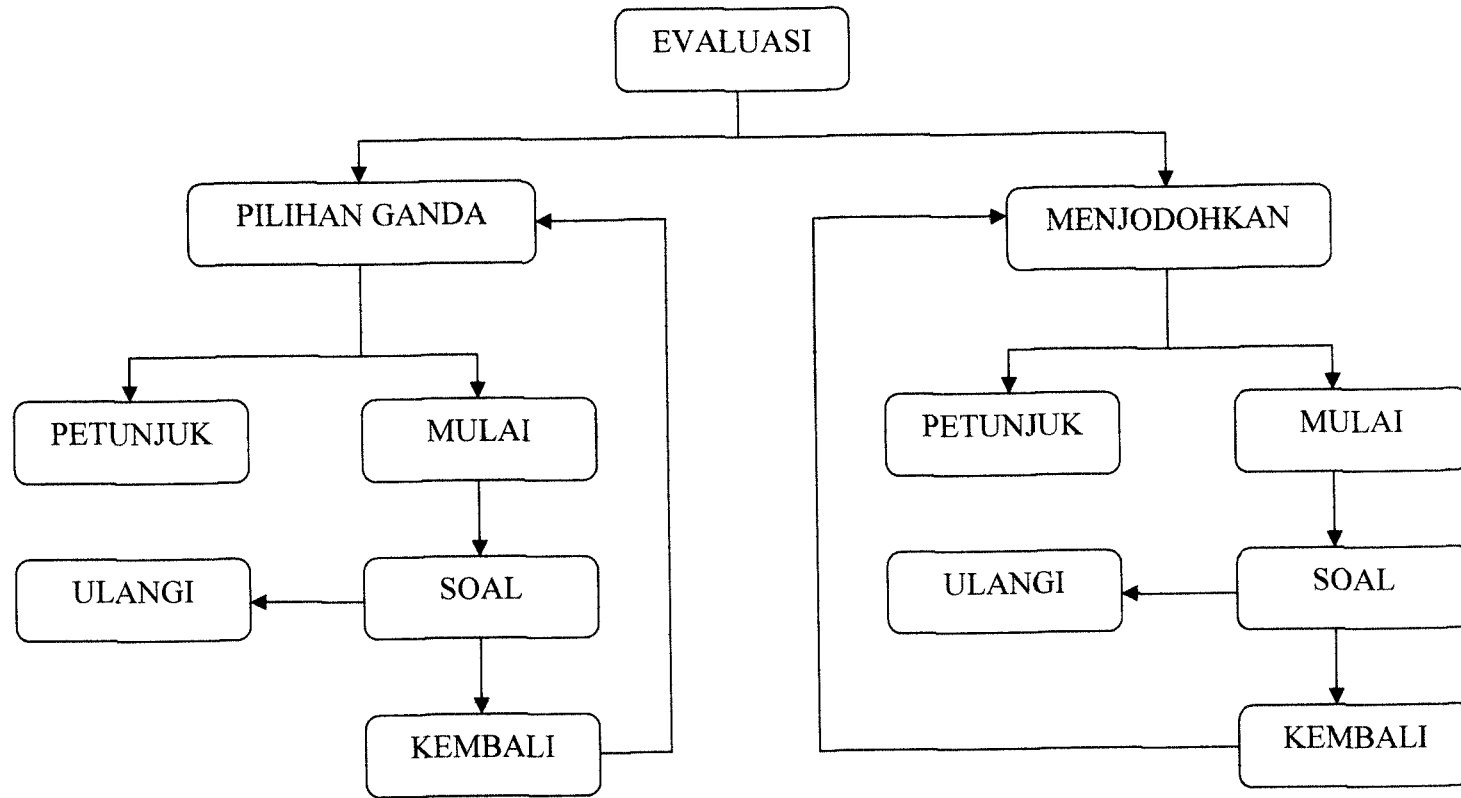 EVALUASI
PILIHAN GANDA
MENJODOHKAN
PETUNJUK
MULAI
PETUNJUK
MULAI
ULANGI
SOAL
ULANGI
SOAL
KEMBALI
KEMBALI